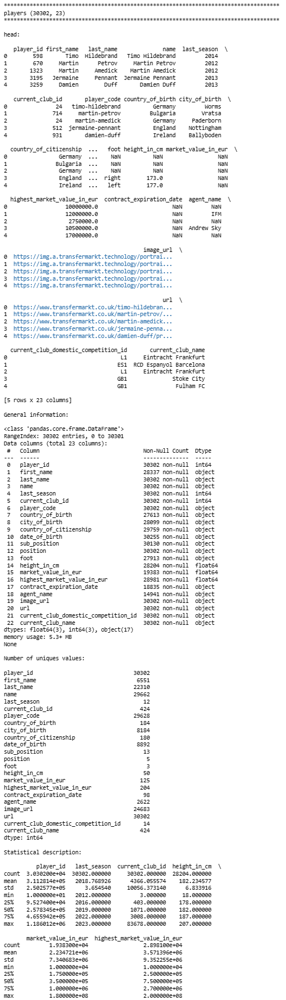 **************************************************************************************
players (30302, 23)
**************************************************************************************
head:
player_id first_name last_name name last_season \
0 598 Timo Hildebrand Timo Hildebrand 2014
1 670 Martin Petrov Martin Petrov 2012
2 1323 Martin Amedick Martin Amedick 2012
3 3195 Jermaine Pennant Jermaine Pennant 2013
4 3259 Damien Duff Damien Duff 2013
current_club_id player_code country_of_birth city_of_birth \
0 24 timo-hildebrand Germany Worms
1 714 martin-petrov Bulgaria Vratsa
2 24 martin-amedick Germany Paderborn
3 512 jermaine-pennant England Nottingham
4 931 damien-duff Ireland Ballyboden
country_of_citizenship ... foot height_in_cm market_value_in_eur \
0 Germany ... NaN NaN NaN
1 Bulgaria ... NaN NaN NaN
2 Germany ... NaN NaN NaN
3 England ... right 173.0 NaN
4 Ireland ... left 177.0 NaN
highest_market_value_in_eur contract_expiration_date agent_name \
0 10000000.0 NaN NaN
1 12000000.0 NaN IFM
2 2750000.0 NaN NaN
3 10500000.0 NaN Andrew Sky
4 17000000.0 NaN NaN
image_url \
0 https://img.a.transfermarkt.technology/portrai...
1 https://img.a.transfermarkt.technology/portrai...
2 https://img.a.transfermarkt.technology/portrai...
3 https://img.a.transfermarkt.technology/portrai...
4 https://img.a.transfermarkt.technology/portrai...
url \
0 https://www.transfermarkt.co.uk/timo-hildebran...
1 https://www.transfermarkt.co.uk/martin-petrov/...
2 https://www.transfermarkt.co.uk/martin-amedick...
3 https://www.transfermarkt.co.uk/jermaine-penna...
4 https://www.transfermarkt.co.uk/damien-duff/pr...
current_club_domestic_competition_id current_club_name
0 L1 Eintracht Frankfurt
1 ES1 RCD Espanyol Barcelona
2 L1 Eintracht Frankfurt
3 GB1 Stoke City
4 GB1 Fulham FC
[5 rows x 23 columns]
General information:
<class 'pandas.core.frame.DataFrame'>
RangeIndex: 30302 entries, 0 to 30301
Data columns (total 23 columns):
# Column Non-Null Count Dtype
--- ------ -------------- -----
0 player_id 30302 non-null int64
1 first_name 28337 non-null object
2 last_name 30302 non-null object
3 name 30302 non-null object
4 last_season 30302 non-null int64
5 current_club_id 30302 non-null int64
6 player_code 30302 non-null object
7 country_of_birth 27613 non-null object
8 city_of_birth 28099 non-null object
9 country_of_citizenship 29759 non-null object
10 date_of_birth 30255 non-null object
11 sub_position 30130 non-null object
12 position 30302 non-null object
13 foot 27913 non-null object
14 height_in_cm 28204 non-null float64
15 market_value_in_eur 19383 non-null float64
16 highest_market_value_in_eur 28981 non-null float64
17 contract_expiration_date 18835 non-null object
18 agent_name 14941 non-null object
19 image_url 30302 non-null object
20 url 30302 non-null object
21 current_club_domestic_competition_id 30302 non-null object
22 current_club_name 30302 non-null object
dtypes: float64(3), int64(3), object(17)
memory usage: 5.3+ MB
None
Number of uniques values:
player_id 30302
first_name 6551
last_name 22310
name 29662
last_season 12
current_club_id 424
player_code 29628
country_of_birth 184
city_of_birth 8184
country_of_citizenship 180
date_of_birth 8892
sub_position 13
position 5
foot 3
height_in_cm 50
market_value_in_eur 125
highest_market_value_in_eur 204
contract_expiration_date 98
agent_name 2622
image_url 24683
url 30302
current_club_domestic_competition_id 14
current_club_name 424
dtype: int64
Statistical description:
player_id last_season current_club_id height_in_cm \
count 3.030200e+04 30302.000000 30302.000000 28204.000000
mean 3.112814e+05 2018.768926 4366.055574 182.234577
std 2.502577e+05 3.654540 10056.373140 6.833916
min 1.000000e+01 2012.000000 3.000000 18.000000
25% 9.527400e+04 2016.000000 403.000000 178.000000
50% 2.578345e+05 2019.000000 1071.000000 182.000000
75% 4.655942e+05 2022.000000 3008.000000 187.000000
max 1.186012e+06 2023.000000 83678.000000 207.000000
market_value_in_eur highest_market_value_in_eur
count 1.938300e+04 2.898100e+04
mean 2.234721e+06 3.571396e+06
std 7.340683e+06 9.352255e+06
min 1.000000e+04 1.000000e+04
25% 1.750000e+05 2.500000e+05
50% 3.500000e+05 7.500000e+05
75% 1.000000e+06 2.700000e+06
max 1.800000e+08 2.000000e+08